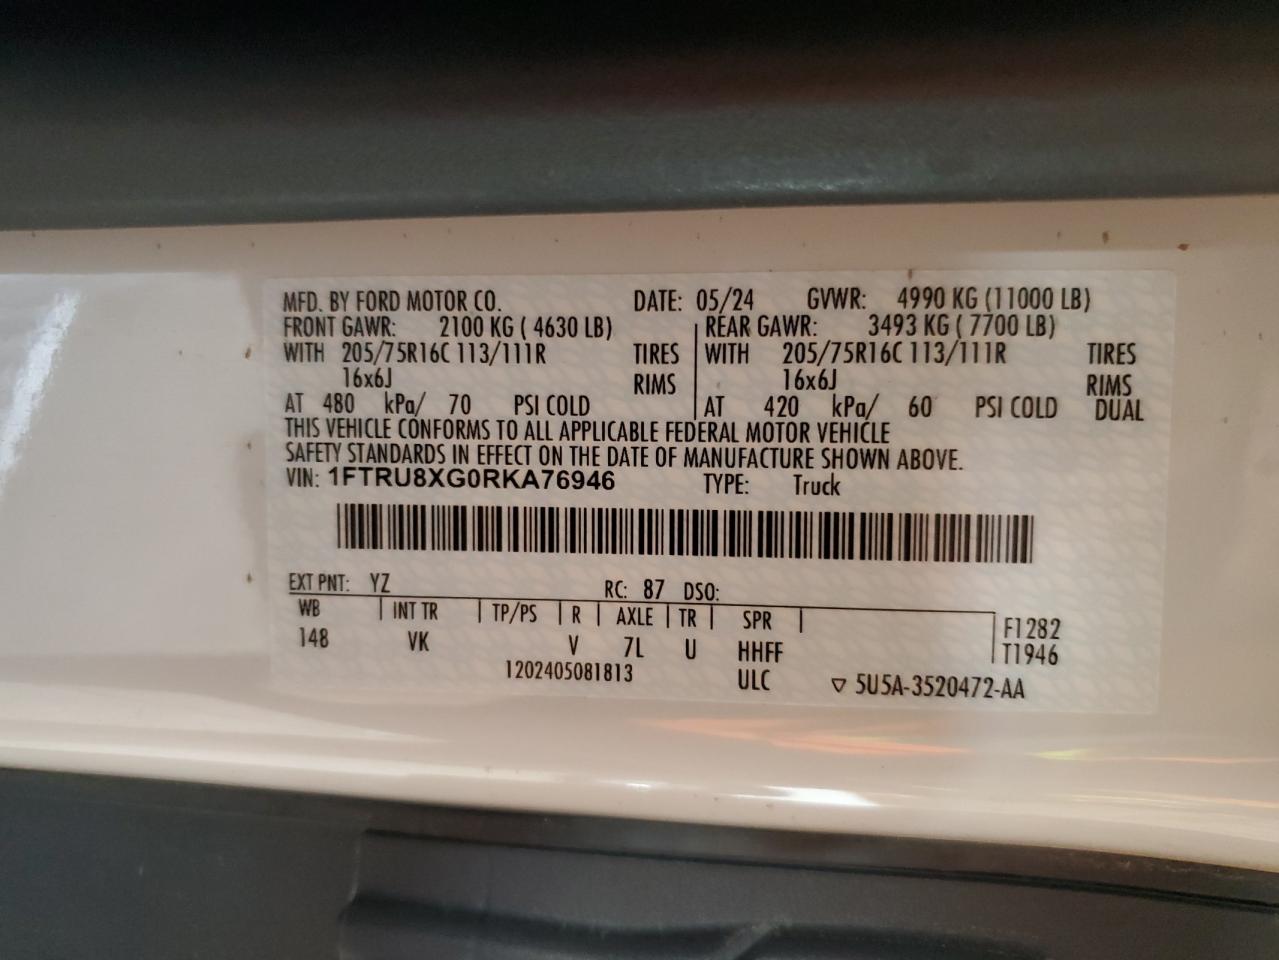 MFD. BY FORD MOTOR CO. DATE: 05/24 GVWR: 4990 KG (11000 LB)
FRONT GAWR: 2100 KG ( 4630 LB) REAR GAWR: 3493 KG ( 7700 LB)
WITH 205/75R16C 113/111R TIRES WITH 205/75R16C 113/111R TIRES
16x6J RIMS 16x6J RIMS
AT 480 kPa/ 70 PSI COLD AT 420 kPa/ 60 PSI COLD DUAL
THIS VEHICLE CONFORMS TO ALL APPLICABLE FEDERAL MOTOR VEHICLE
SAFETY STANDARDS IN EFFECT ON THE DATE OF MANUFACTURE SHOWN ABOVE.
VIN: 1FTRU8XG0RKA76946 TYPE: Truck
EXT PNT: YZ RC: 87 DSO:
WB INT TR TP/PS R AXLE TR SPR F1282
148 VK V 7L U HHFF T1946
1202405081813 ULC ▽ 5U5A-3520472-AA